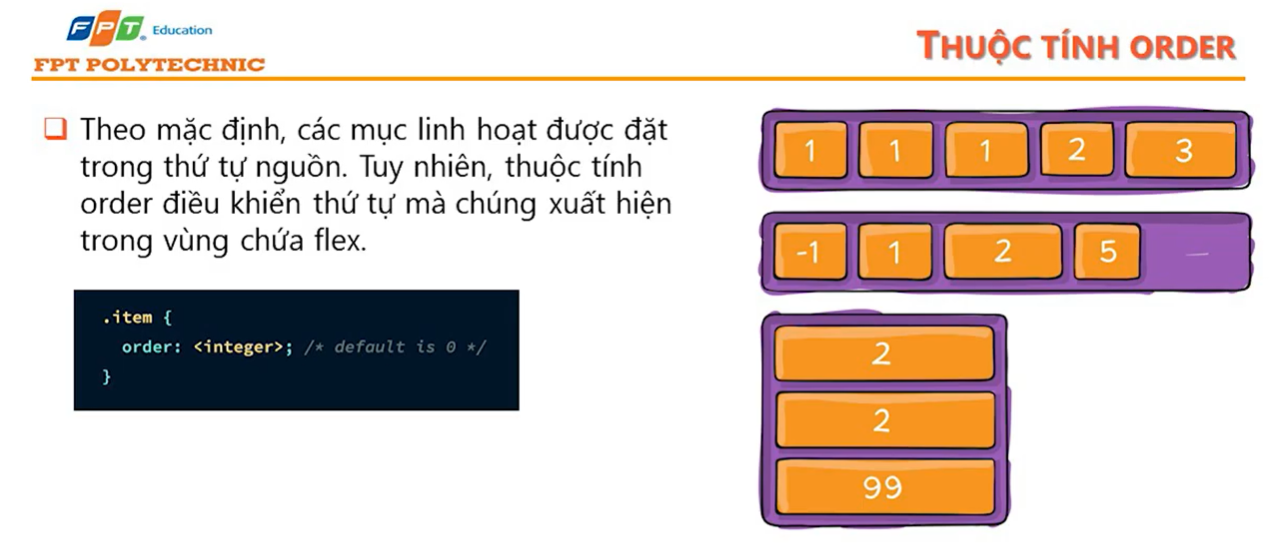 FPT Education
FPT POLYTECHNIC
THUỘC TÍNH ORDER
Theo mặc định, các mục linh hoạt được đặt
trong thứ tự nguồn. Tuy nhiên, thuộc tính
order điều khiển thứ tự mà chúng xuất hiện
trong vùng chứa flex.
.item {
order: <integer>; /* default is 0 */
}
1 1 1 2 3
-1 1 2 5
2
2
99